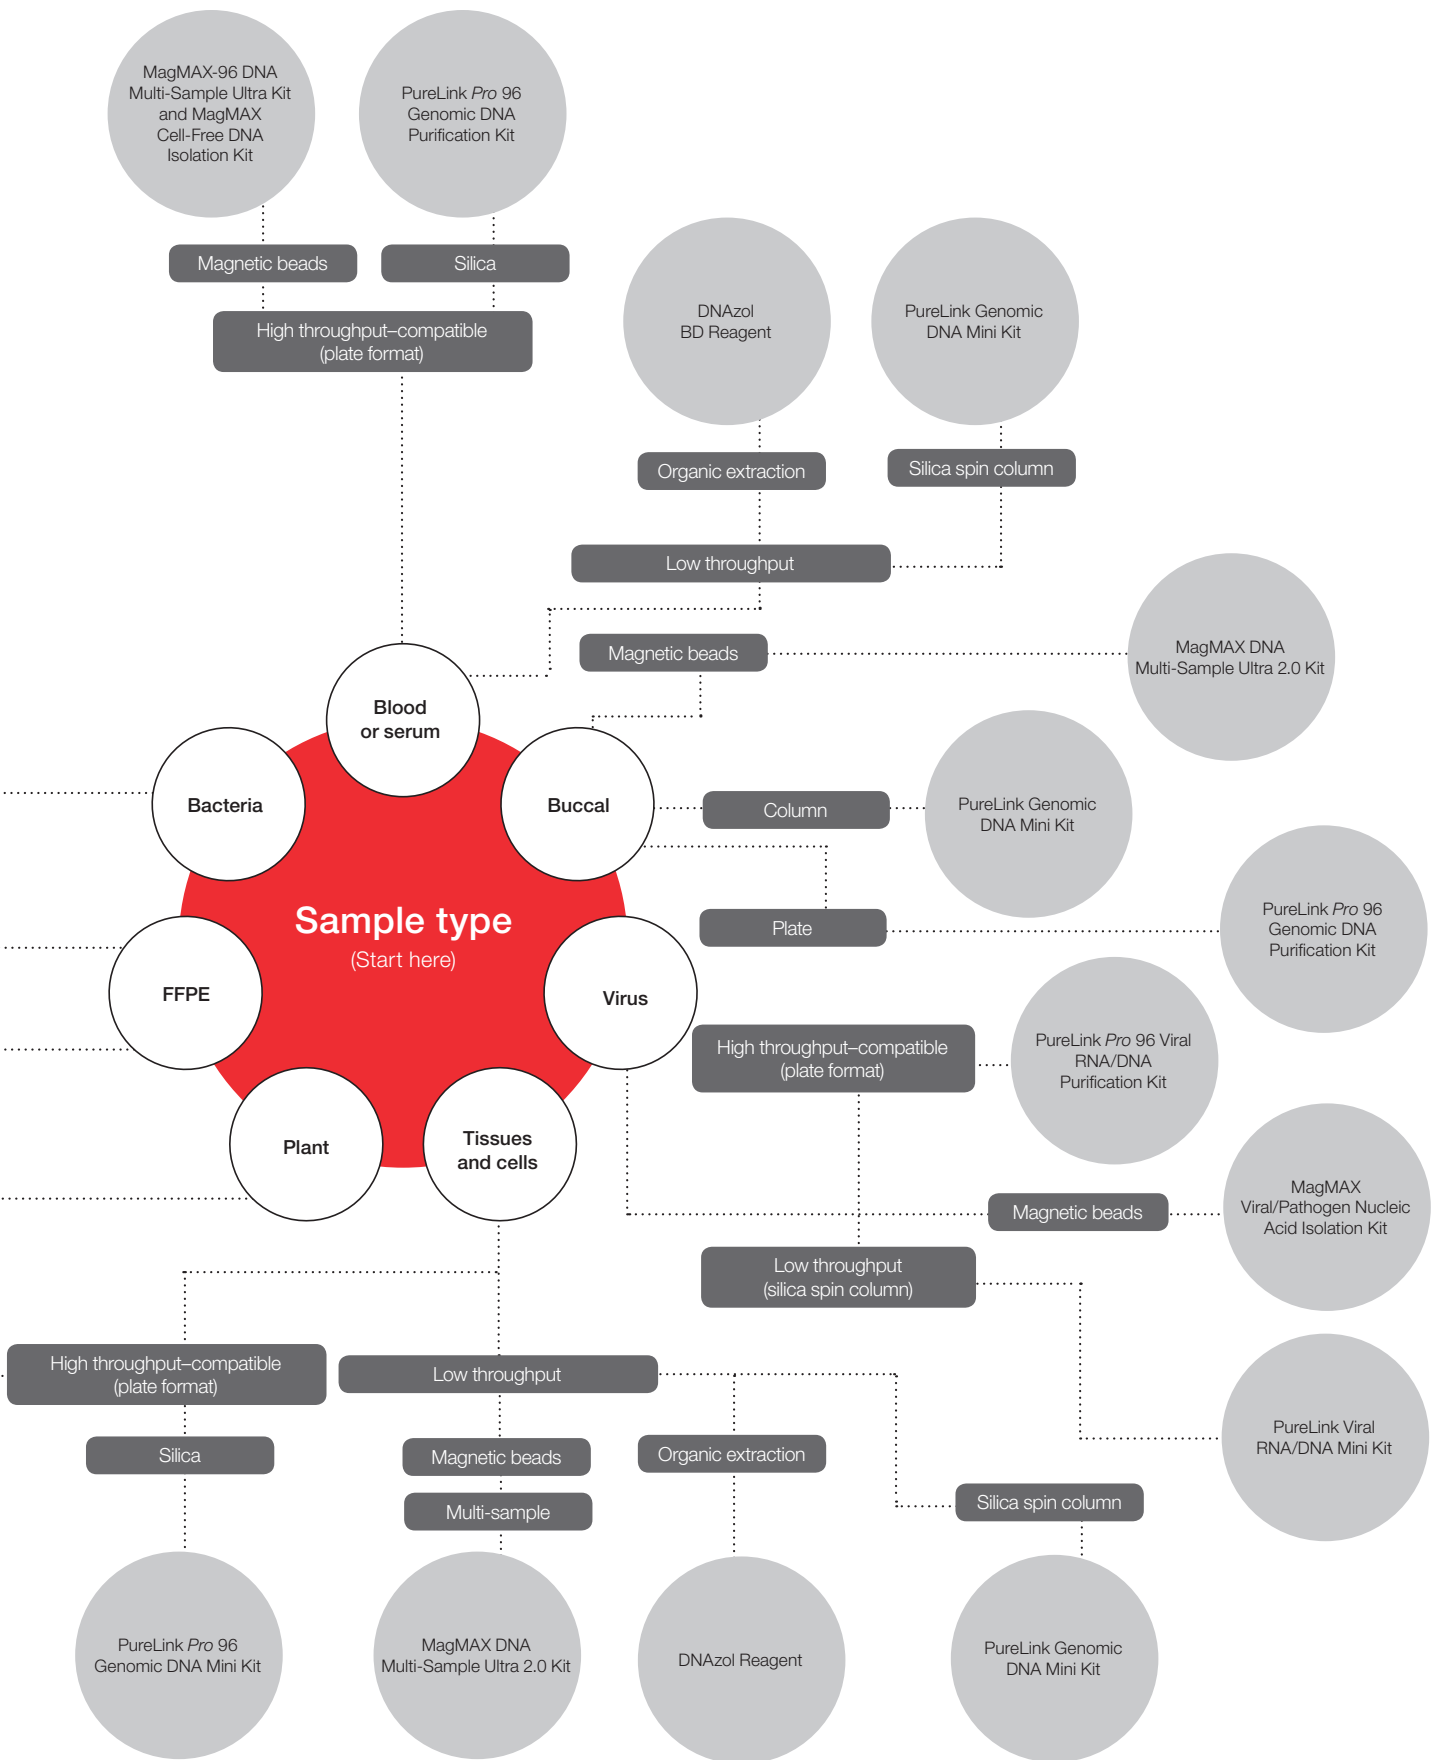 MagMAX-96 DNA
Multi-Sample Ultra Kit
and MagMAX
Cell-Free DNA
Isolation Kit
PureLink Pro 96
Genomic DNA
Purification Kit
Magnetic beads
Silica
High throughput–compatible
(plate format)
DNAzol
BD Reagent
PureLink Genomic
DNA Mini Kit
Organic extraction
Silica spin column
Low throughput
Magnetic beads
MagMAX DNA
Multi-Sample Ultra 2.0 Kit
Blood
or serum
Bacteria
Buccal
Column
PureLink Genomic
DNA Mini Kit
Sample type
(Start here)
Plate
PureLink Pro 96
Genomic DNA
Purification Kit
FFPE
Virus
High throughput–compatible
(plate format)
PureLink Pro 96 Viral
RNA/DNA
Purification Kit
Plant
Tissues
and cells
Magnetic beads
MagMAX
Viral/Pathogen Nucleic
Acid Isolation Kit
Low throughput
(silica spin column)
PureLink Viral
RNA/DNA Mini Kit
High throughput–compatible
(plate format)
Low throughput
Silica
Magnetic beads
Organic extraction
Multi-sample
Silica spin column
PureLink Pro 96
Genomic DNA Mini Kit
MagMAX DNA
Multi-Sample Ultra 2.0 Kit
DNAzol Reagent
PureLink Genomic
DNA Mini Kit